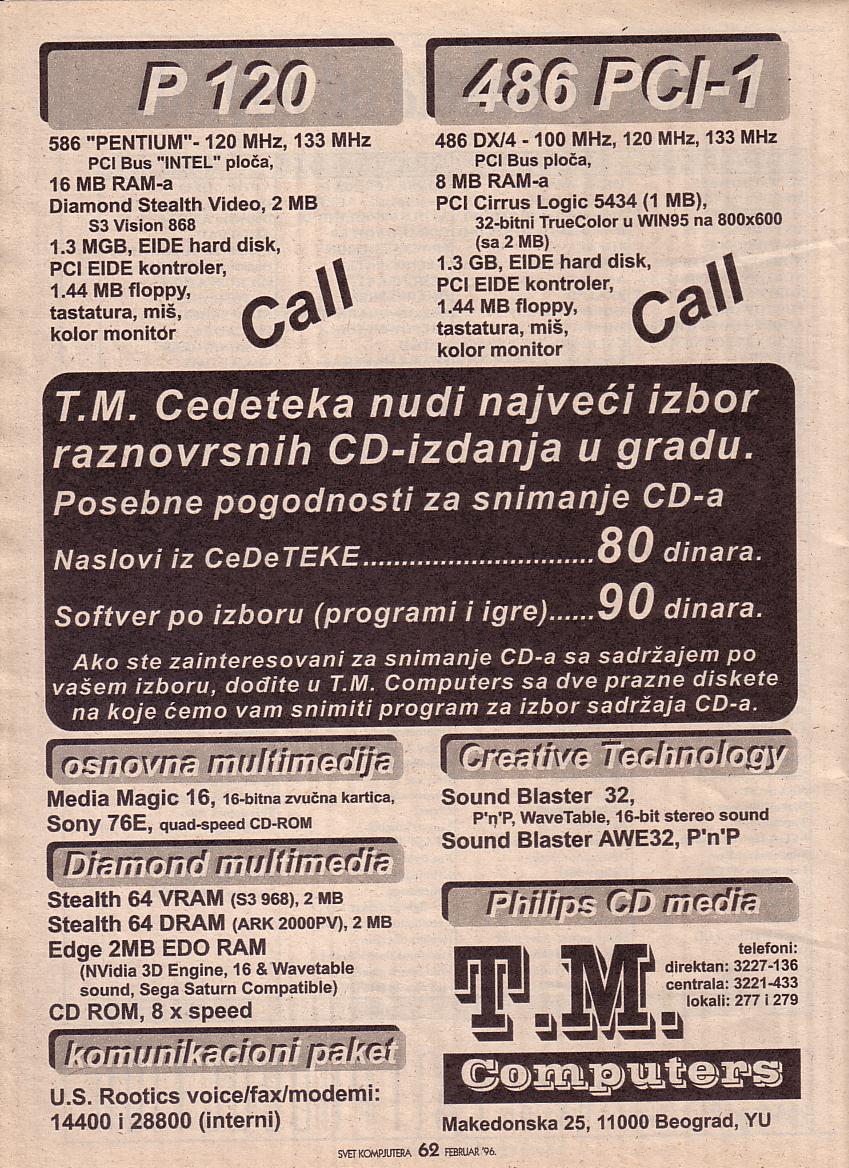 P 120
586 "PENTIUM"- 120 MHz, 133 MHz
PCI Bus "INTEL" ploča,
16 MB RAM-a
Diamond Stealth Video, 2 MB
S3 Vision 868
1.3 MGB, EIDE hard disk,
PCI EIDE kontroler,
1.44 MB floppy,
tastatura, miš,
kolor monitor
Call
486 PCI-1
486 DX/4 - 100 MHz, 120 MHz, 133 MHz
PCI Bus ploča,
8 MB RAM-a
PCI Cirrus Logic 5434 (1 MB),
32-bitni TrueColor u WIN95 na 800x600
(sa 2 MB)
1.3 GB, EIDE hard disk,
PCI EIDE kontroler,
1.44 MB floppy,
tastatura, miš,
kolor monitor
Call
T.M. Cedeteka nudi najveći izbor
raznovrsnih CD-izdanja u gradu.
Posebne pogodnosti za snimanje CD-a
Naslovi iz CeDeTEKE..............................80 dinara.
Softver po izboru (programi i igre)......90 dinara.
Ako ste zainteresovani za snimanje CD-a sa sadržajem po
vašem izboru, dođite u T.M. Computers sa dve prazne diskete
na koje ćemo vam snimiti program za izbor sadržaja CD-a.
osnovna multimedija
Media Magic 16, 16-bitna zvučna kartica,
Sony 76E, quad-speed CD-ROM
Diamond multimedia
Stealth 64 VRAM (S3 968), 2 MB
Stealth 64 DRAM (ARK 2000PV), 2 MB
Edge 2MB EDO RAM
(NVidia 3D Engine, 16 & Wavetable
sound, Sega Saturn Compatible)
CD ROM, 8 x speed
komunikacioni paket
U.S. Rootics voice/fax/modemi:
14400 i 28800 (interni)
Creative Technology
Sound Blaster 32,
P'n'P, WaveTable, 16-bit stereo sound
Sound Blaster AWE32, P'n'P
Philips CD media
T.M.
telefoni:
direktan: 3227-136
centrala: 3221-433
lokali: 277 i 279
Computers
Makedonska 25, 11000 Beograd, YU
SVET KOMPJUTERA 62 FEBRUAR '96.